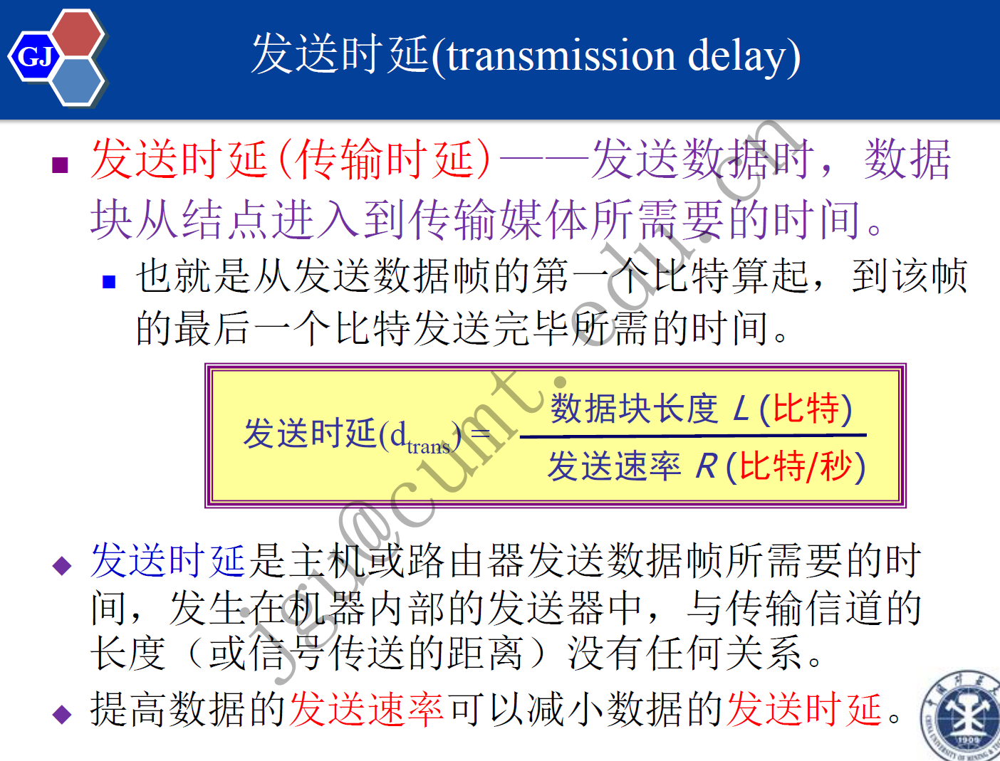 GJ
发送时延(transmission delay)
发送时延(传输时延)——发送数据时，数据
块从结点进入到传输媒体所需要的时间。
也就是从发送数据帧的第一个比特算起，到该帧
的最后一个比特发送完毕所需的时间。
数据块长度 L (比特)
发送时延(dtrans) =
发送速率 R (比特/秒)
发送时延是主机或路由器发送数据帧所需要的时
间，发生在机器内部的发送器中，与传输信道的
长度（或信号传送的距离）没有任何关系。
提高数据的发送速率可以减小数据的发送时延。
jgu@cumt.edu.cn
1909